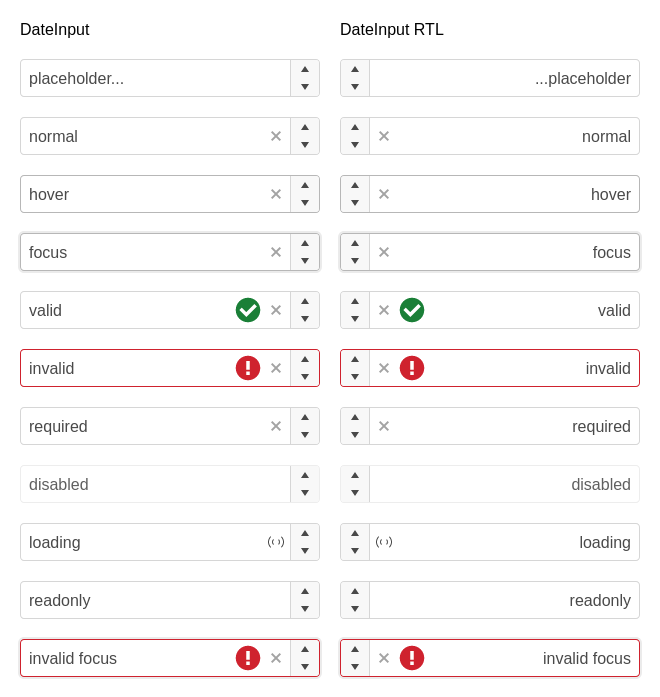 DateInput
placeholder...
normal
hover
focus
valid
invalid
required
disabled
loading
readonly
invalid focus
DateInput RTL
...placeholder
normal
hover
focus
valid
invalid
required
disabled
loading
readonly
invalid focus